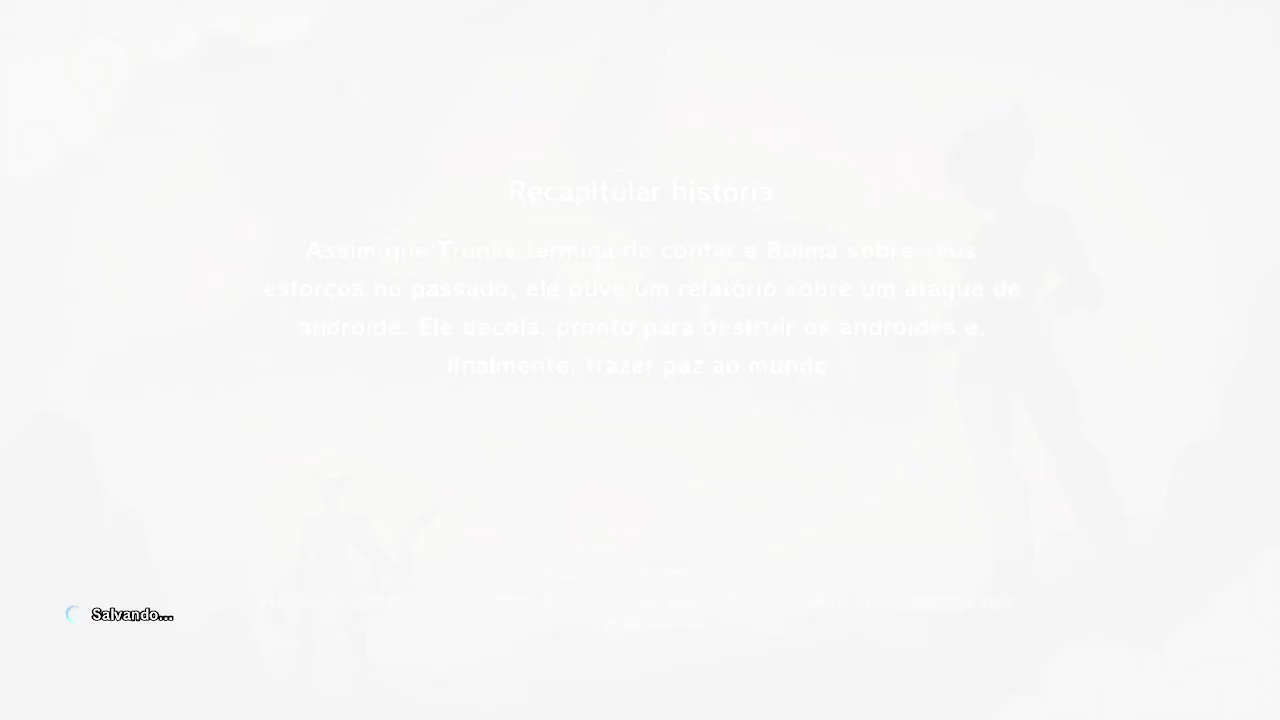 Recapitular história
Assim que Trunks termina de contar a Bulma sobre seus
esforços no passado, ele ouve um relatório sobre um ataque de
androide. Ele decola, pronto para destruir os androides e,
finalmente, trazer paz ao mundo
Salvando...